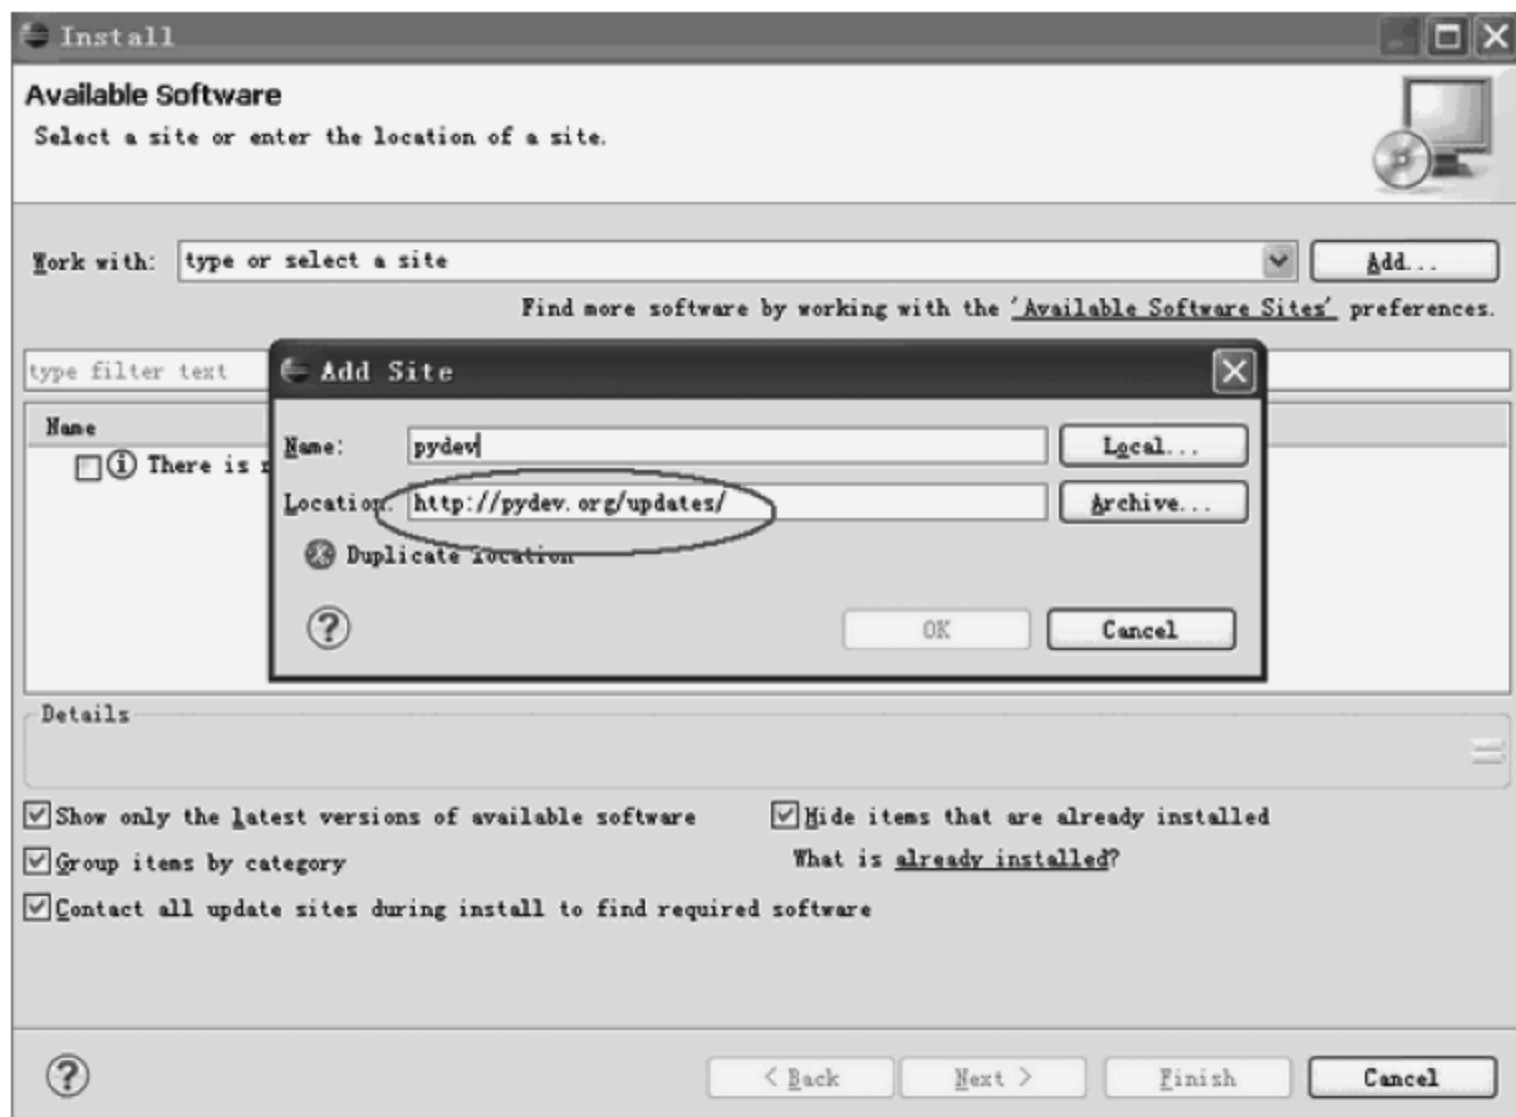 Install
Available Software
Select a site or enter the location of a site.
Work with: type or select a site Add...
Find more software by working with the 'Available Software Sites' preferences.
type filter text
Name
There is
Add Site
Name: pydev Local...
Location: http://pydev.org/updates/ Archive...
Duplicate location
OK Cancel
Details
Show only the latest versions of available software Hide items that are already installed
Group items by category What is already installed?
Contact all update sites during install to find required software
< Back Next > Finish Cancel